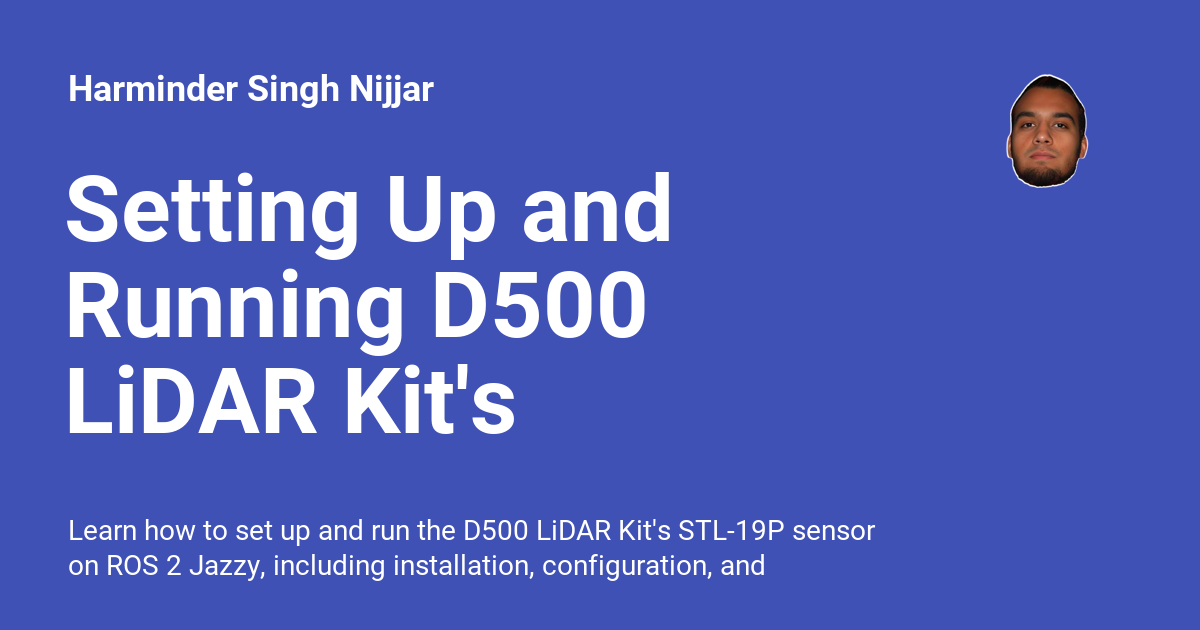 Harminder Singh Nijjar
Setting Up and
Running D500
LiDAR Kit's
Learn how to set up and run the D500 LiDAR Kit's STL-19P sensor
on ROS 2 Jazzy, including installation, configuration, and